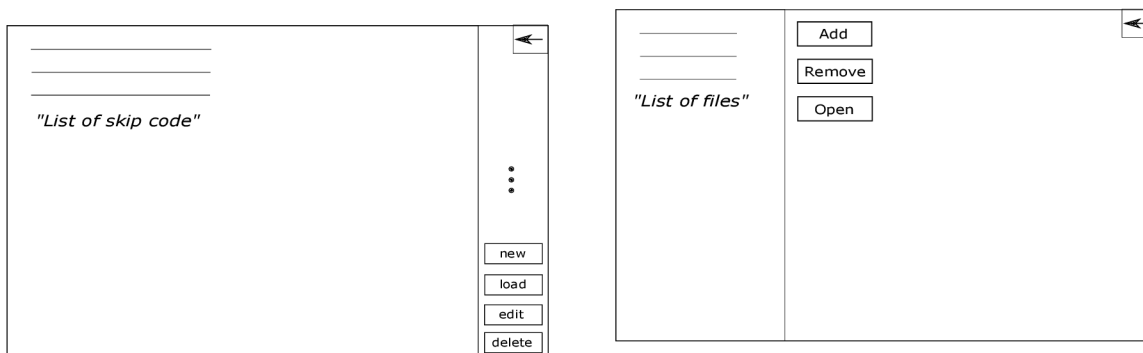 "List of skip code"
new
load
edit
delete
Add
Remove
"List of files"
Open